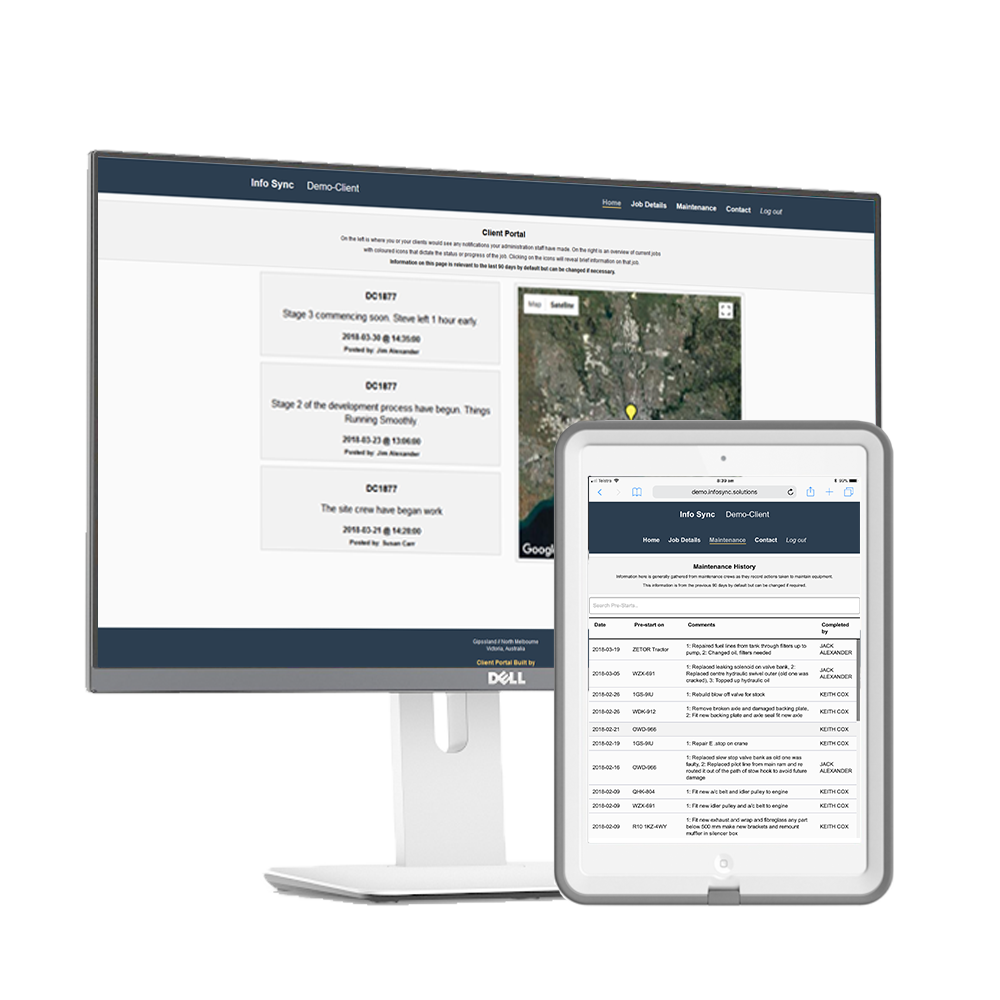 Info Sync Demo-Client
Home Job Details Maintenance Contact Log out
Client Portal
On the left is where you or your clients would see any notifications your administration staff have made. On the right is an overview of current jobs
with coloured icons that dictate the status or progress of the job. Clicking on the icons will reveal brief information on that job.
Information on this page is relevant to the last 90 days by default but can be changed if necessary.
DC1877
Stage 3 commencing soon. Steve left 1 hour early.
2018-03-30 @ 14:35:00
Posted by: Jim Alexander
DC1877
Stage 2 of the development process have begun. Things
Running Smoothly
2018-03-23 @ 13:06:00
Posted by: Jim Alexander
DC1877
The site crew have began work
2018-03-21 @ 14:28:00
Posted by: Susan Carr
Map Satellite
Google
Gippsland // North Melbourne
Victoria, Australia
Client Portal Built by
DELL
Telstra 8:39 am 90%
demo.infosync.solutions
Info Sync Demo-Client
Home Job Details Maintenance Contact Log out
Maintenance History
Information here is generally gathered from maintenance crews as they record actions taken to maintain equipment.
This information is from the previous 90 days by default but can be changed if required.
Search Pre-Starts..
Date Pre-start on Comments Completed
by
2018-03-19 ZETOR Tractor 1: Repaired fuel lines from tank through filters up to
pump, 2: Changed oil, filters needed JACK
ALEXANDER
2018-03-05 WZX-691 1: Replaced leaking solenoid on valve bank, 2:
Replaced centre hydraulic swivel outer (old one was
cracked), 3: Topped up hydraulic oil JACK
ALEXANDER
2018-02-26 1GS-9IU 1: Rebuild blow off valve for stock KEITH COX
2018-02-26 WDK-912 1: Remove broken axle and damaged backing plate,
2: Fit new backing plate and axle seal fit new axle KEITH COX
2018-02-21 OWD-966 KEITH COX
2018-02-19 1GS-9IU 1: Repair E .stop on crane KEITH COX
2018-02-16 OWD-966 1: Replaced slew stop valve bank as old one was
faulty, 2: Replaced pilot line from main ram and re
routed it out of the path of slow hook to avoid future
damage JACK
ALEXANDER
2018-02-09 QHK-804 1: Fit new a/c belt and idler pulley to engine KEITH COX
2018-02-09 WZX-691 1: Fit new idler pulley and a/c belt to engine KEITH COX
2018-02-09 R10 1KZ-4WY 1: Fit new exhaust and wrap and fibreglass any part
below 500 mm make new brackets and remount
muffler in silencer box KEITH COX